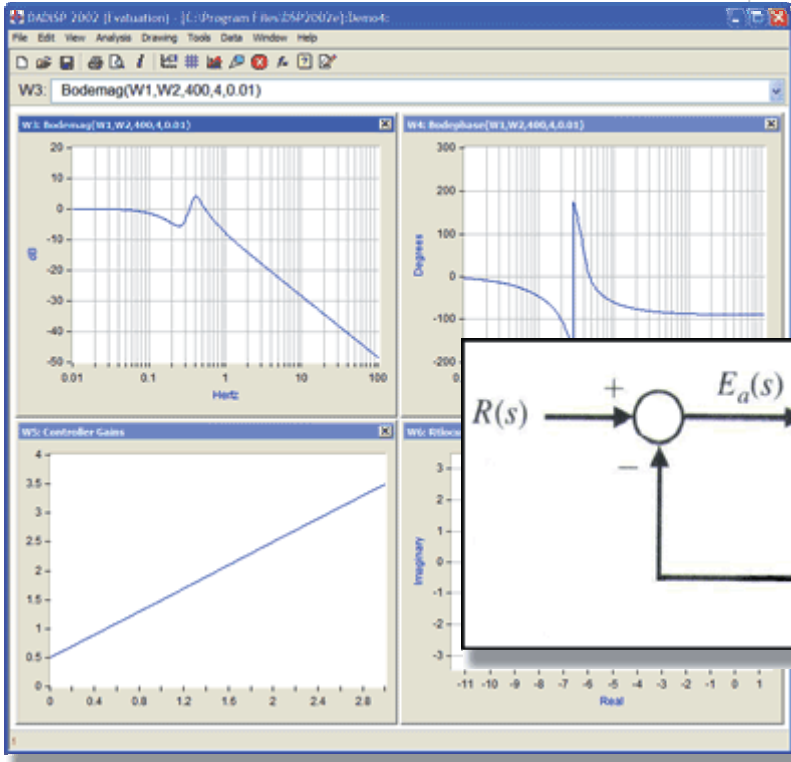 DADISP 2002 (Evaluation) - [C:\Program Files\DSP2002e]:Demo4:
File Edit View Analysis Drawing Tools Data Window Help
W3: Bodemag(W1,W2,400,4,0.01)
W3: Bodemag(W1,W2,400,4,0.01)
20
10
0
-10
-20
-30
-40
-50
dB
0.01 0.1 1 10 100
Hertz
W4: Bodephase(W1,W2,400,4,0.01)
300
200
100
0
-100
-200
Degrees
W5: Controller Gains
4
3.5
3
2.5
2
1.5
1
0.5
0
0 0.4 0.8 1.2 1.6 2 2.4 2.8
W6:
3
2
1
0
-1
-2
-3
Imaginary
-11 -10 -9 -8 -7 -6 -5 -4 -3 -2 -1 0 1
Real
+
R(s)
Ea(s)
−